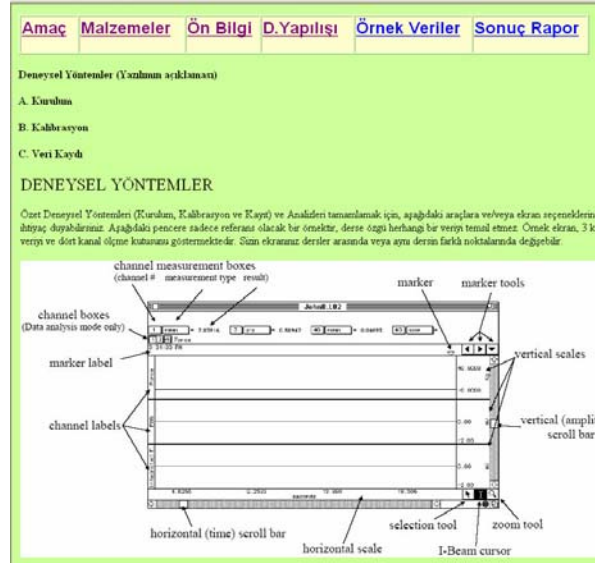 Amaç Malzemeler Ön Bilgi D.Yapılışı Örnek Veriler Sonuç Rapor
Deneysel Yöntemler (Yazılımın açıklaması)
A. Kurulum
B. Kalibrasyon
C. Veri Kaydı
DENEYSEL YÖNTEMLER
Özet Deneysel Yöntemleri (Kurulum, Kalibrasyon ve Kayıt) ve Analizleri tamamlamak için, aşağıdaki araçlara ve/veya ekran seçeneklerin
ihtiyaç duyabilirsiniz. Aşağıdaki pencere sadece referans olacak bir örnektir, derse özgü herhangi bir veriyi temsil etmez. Örnek ekran, 3 k
veriyi ve dört kanal ölçme kutusunu göstermektedir. Sizin ekranınız dersler arasında veya aynı dersin farklı noktalarında değişebilir.
channel measurement boxes
(channel # measurement type result)
marker
marker tools
channel boxes
(Data analysis mode only)
marker label
vertical scales
channel labels
vertical (ampli
scroll bar
seconds
horizontal (time) scroll bar
horizontal scale
selection tool
zoom tool
I-Beam cursor